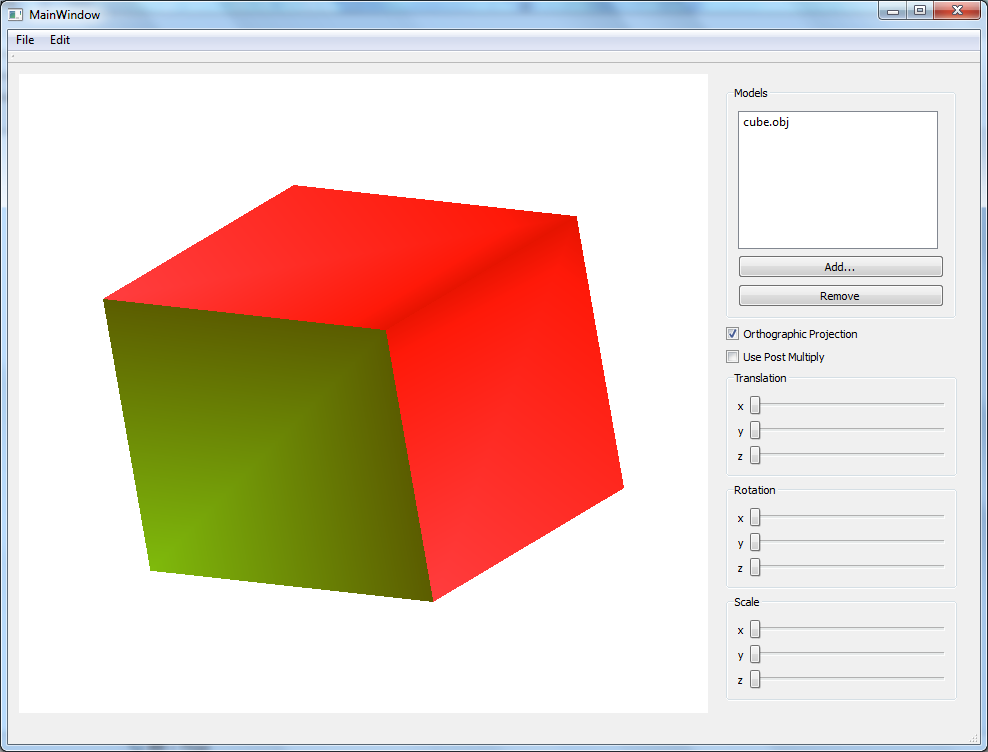 MainWindow
File Edit
Models
cube.obj
Add...
Remove
Orthographic Projection
Use Post Multiply
Translation
x
y
z
Rotation
x
y
z
Scale
x
y
z